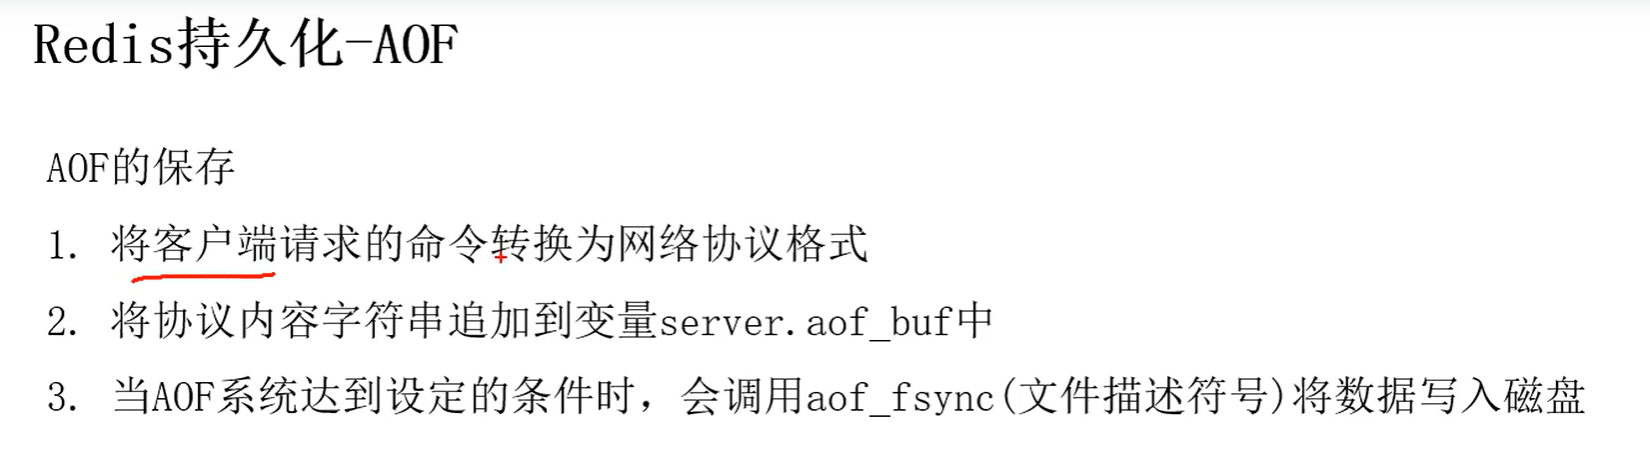 Redis持久化-AOF
AOF的保存
1. 将客户端请求的命令转换为网络协议格式
2. 将协议内容字符串追加到变量server.aof_buf中
3. 当AOF系统达到设定的条件时，会调用aof_fsync(文件描述符号)将数据写入磁盘